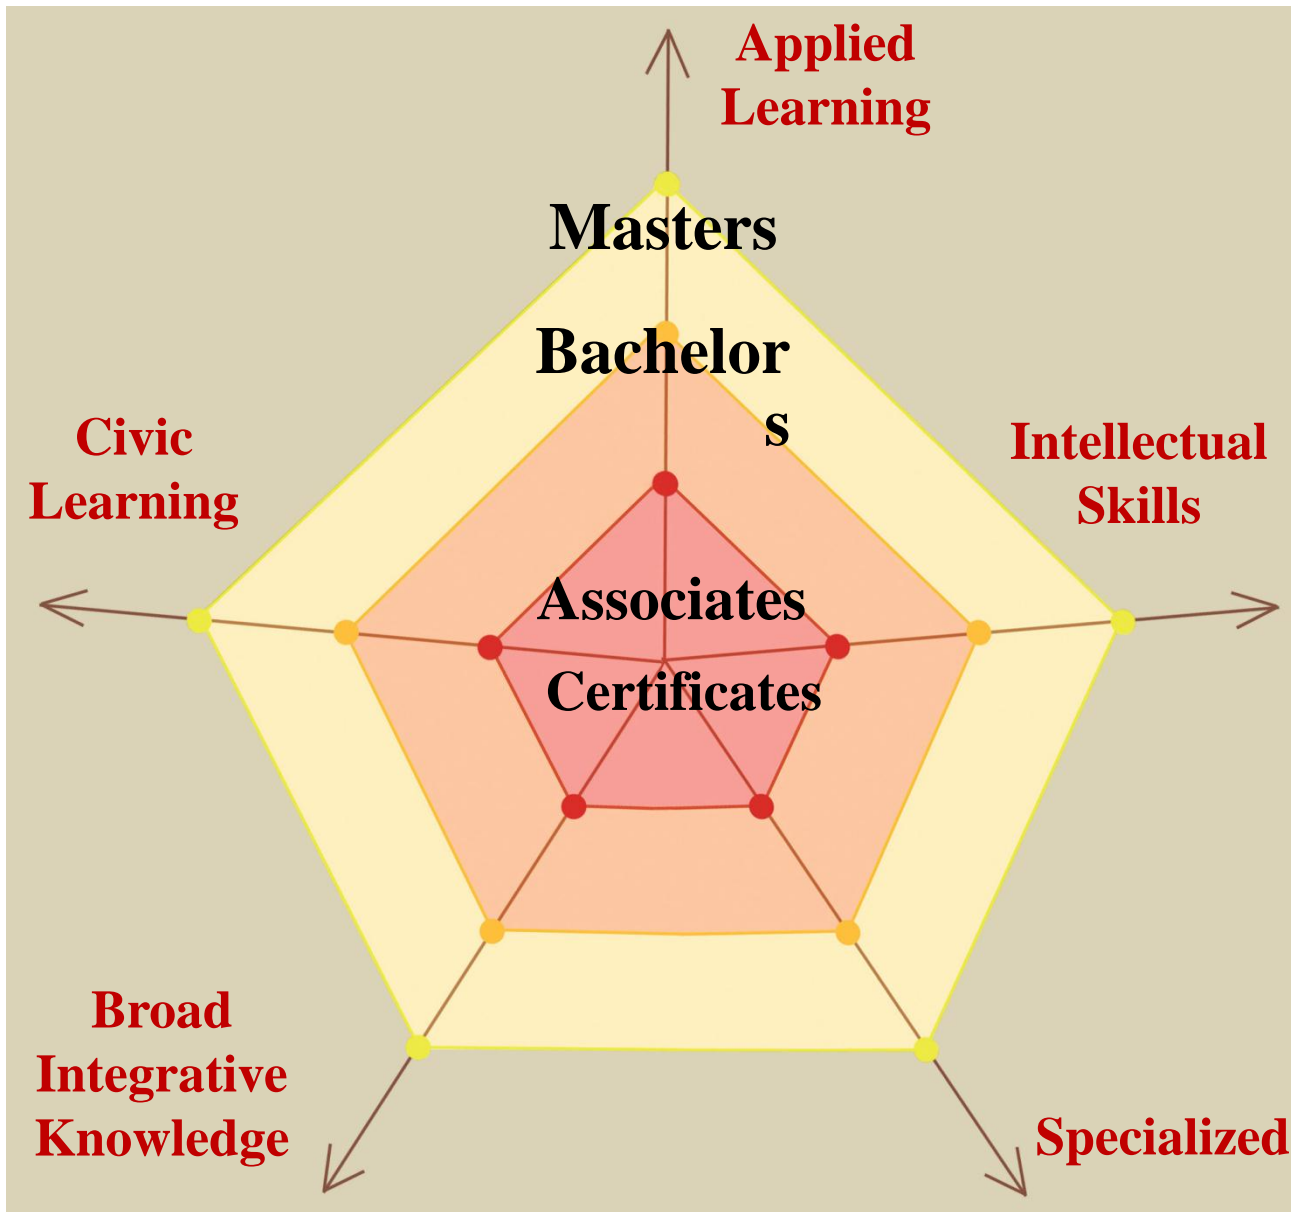 Applied
Learning
Masters
Bachelor
s
Civic
Learning
Intellectual
Skills
Associates
Certificates
Broad
Integrative
Knowledge
Specialized